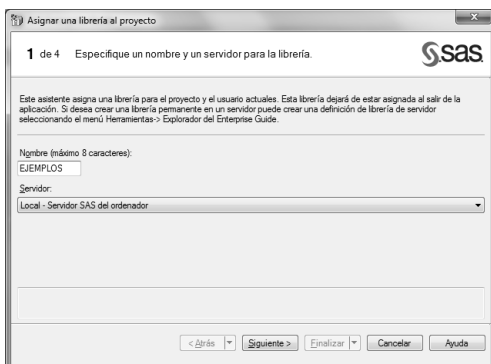 Asignar una librería al proyecto
1 de 4 Especifique un nombre y un servidor para la librería.
sas
Este asistente asigna una librería para el proyecto y el usuario actuales. Esta librería dejará de estar asignada al salir de la
aplicación. Si desea crear una librería permanente en un servidor puede crear una definición de librería de servidor
seleccionando el menú Herramientas-> Explorador del Enterprise Guide.
Nombre (máximo 8 caracteres):
EJEMPLOS
Servidor:
Local - Servidor SAS del ordenador
< Atrás Siguiente > Finalizar Cancelar Ayuda